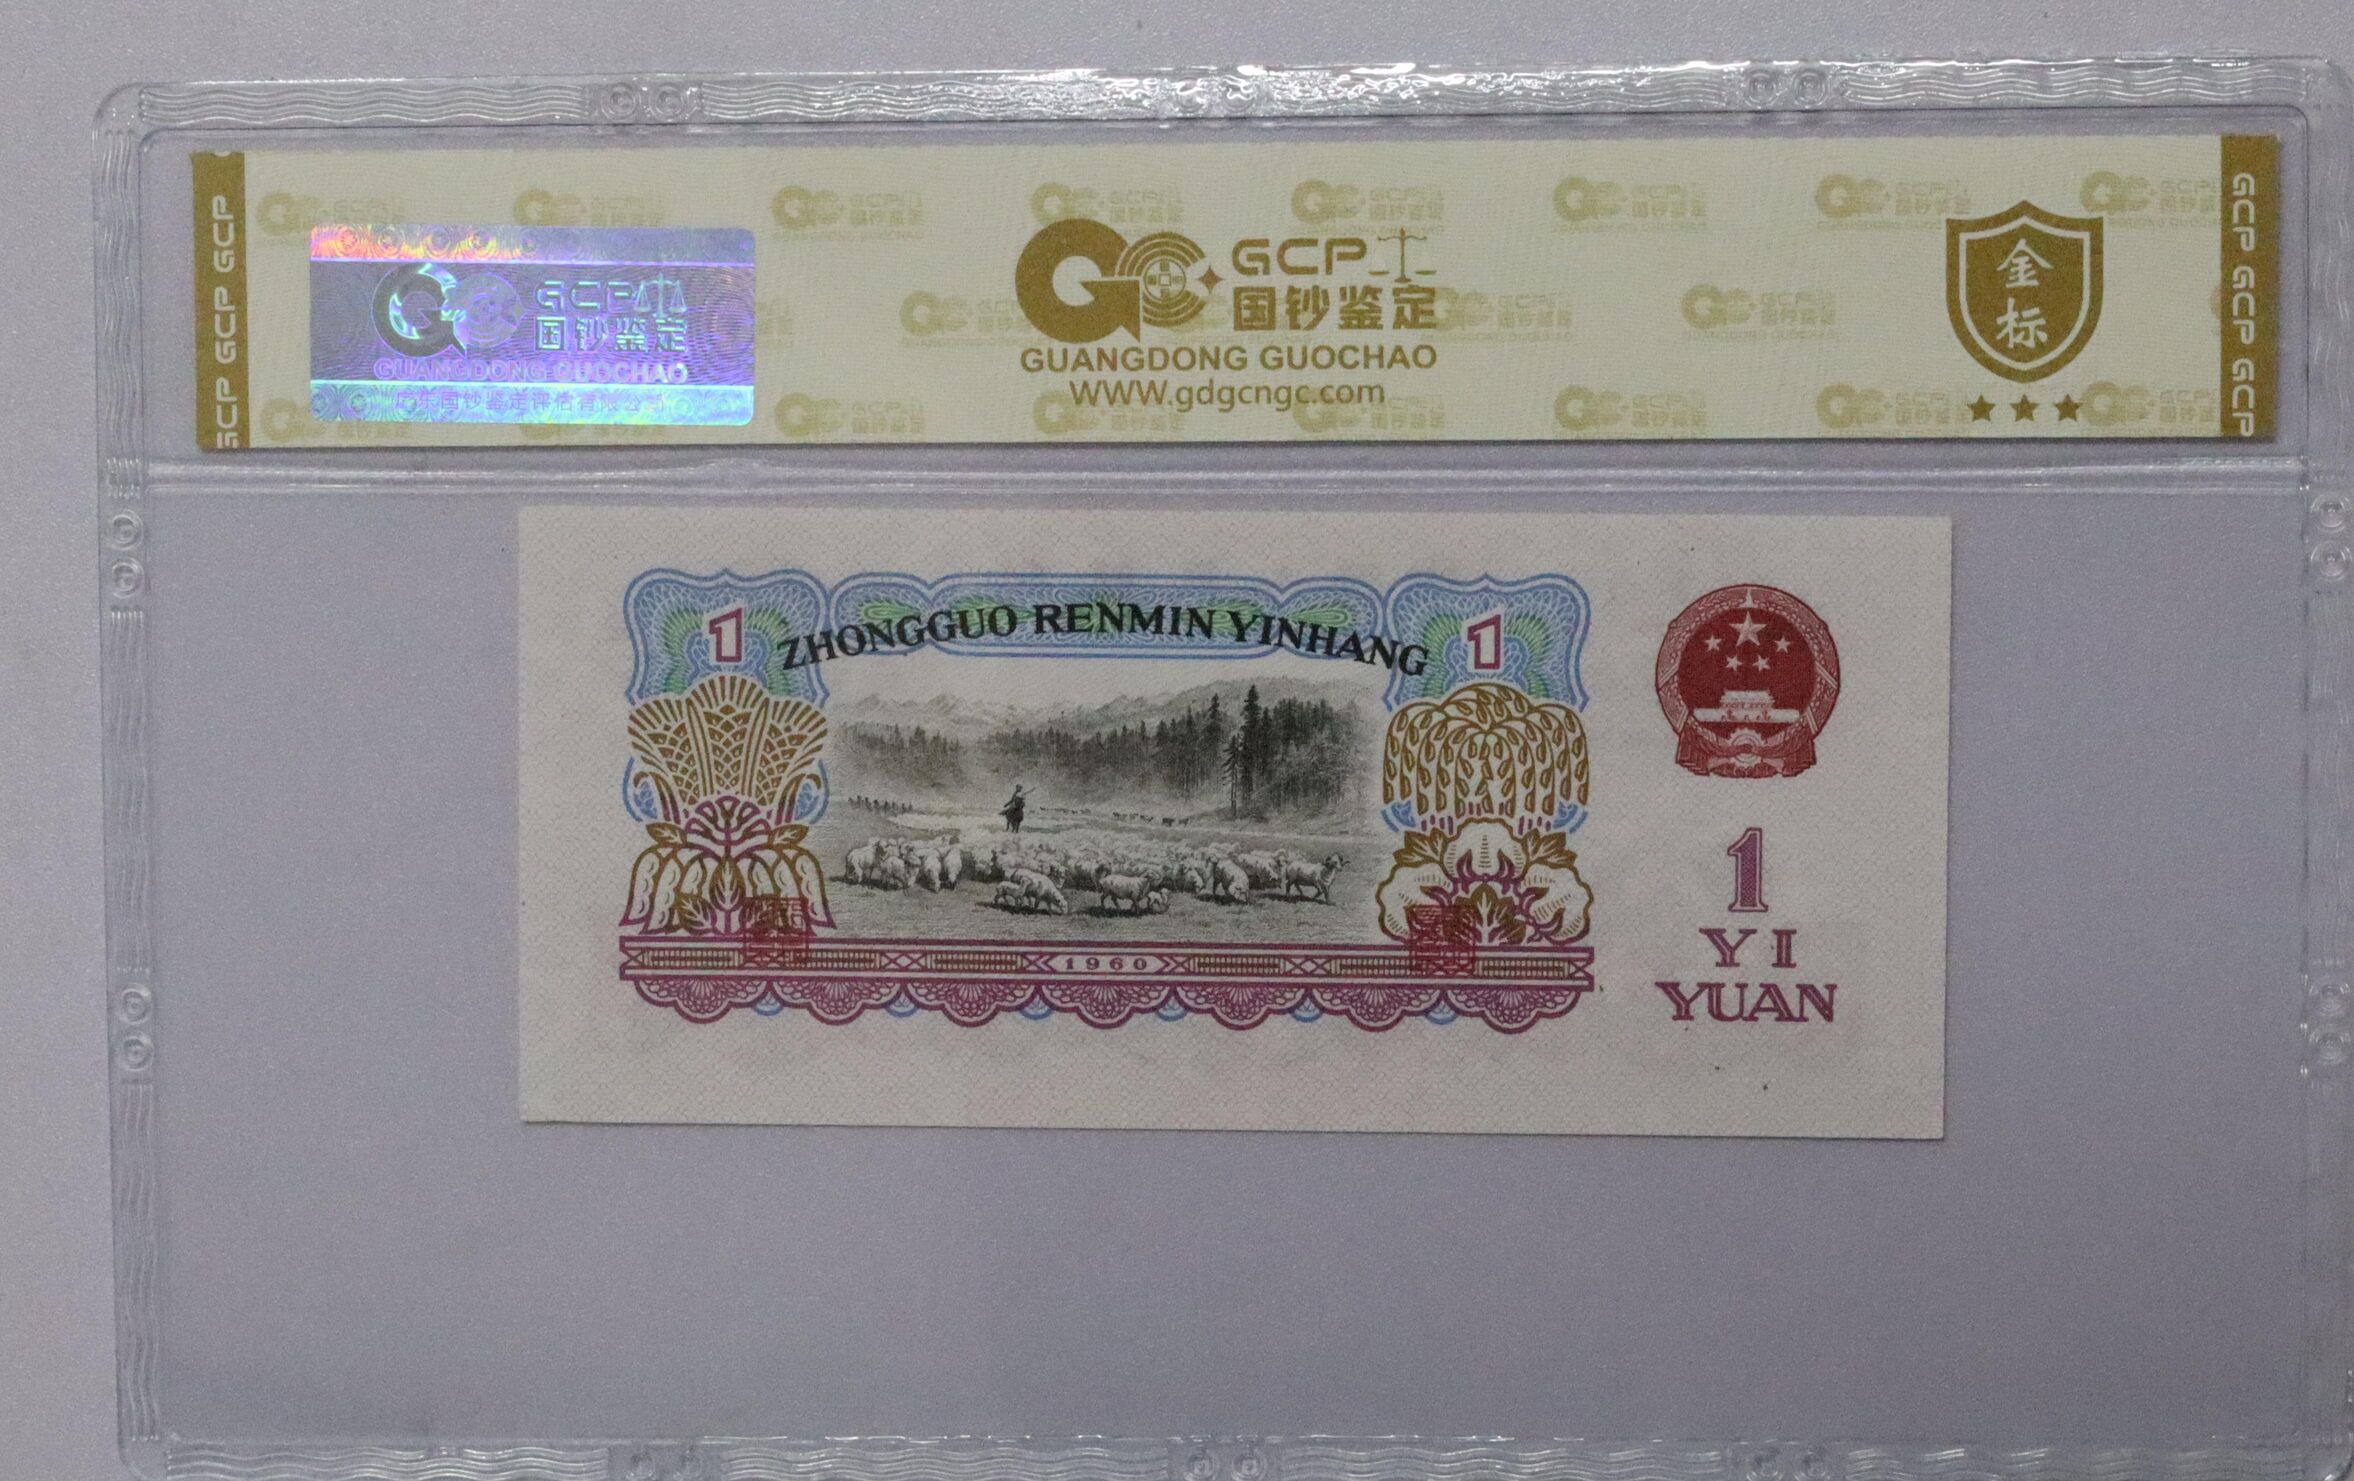 GCP GCP GCP
GCP
国钞鉴定
GUANGDONG GUOCHAO
广东国钞鉴定评估有限公司
GCP
国钞鉴定
GUANGDONG GUOCHAO
WWW.gdgcngc.com
金
标
GCP GCP GCP
1
ZHONGGUO RENMIN YINHANG
1
1960
1
YI
YUAN